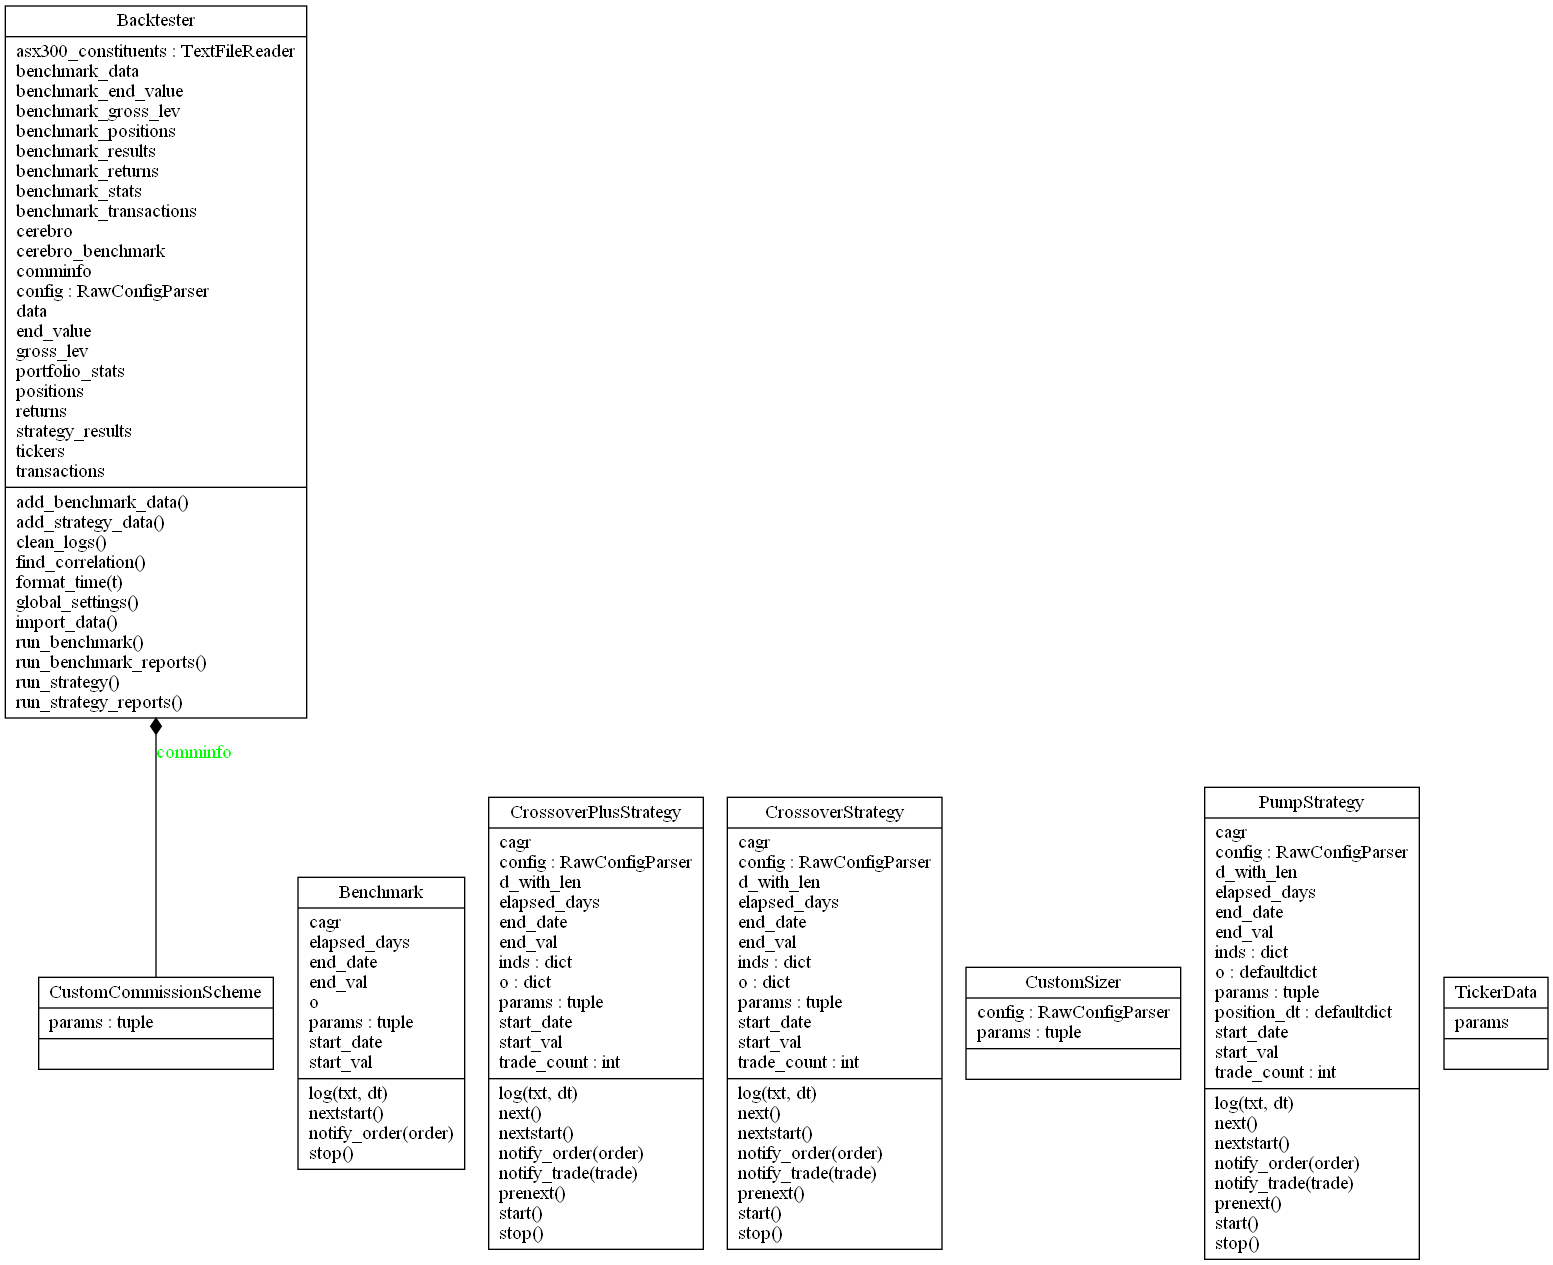 Backtester
asx300_constituents : TextFileReader
benchmark_data
benchmark_end_value
benchmark_gross_lev
benchmark_positions
benchmark_results
benchmark_returns
benchmark_stats
benchmark_transactions
cerebro
cerebro_benchmark
comminfo
config : RawConfigParser
data
end_value
gross_lev
portfolio_stats
positions
returns
strategy_results
tickers
transactions
add_benchmark_data()
add_strategy_data()
clean_logs()
find_correlation()
format_time(t)
global_settings()
import_data()
run_benchmark()
run_benchmark_reports()
run_strategy()
run_strategy_reports()
comminfo
CustomCommissionScheme
params : tuple
Benchmark
cagr
elapsed_days
end_date
end_val
o
params : tuple
start_date
start_val
log(txt, dt)
nextstart()
notify_order(order)
stop()
CrossoverPlusStrategy
cagr
config : RawConfigParser
d_with_len
elapsed_days
end_date
end_val
inds : dict
o : dict
params : tuple
start_date
start_val
trade_count : int
log(txt, dt)
next()
nextstart()
notify_order(order)
notify_trade(trade)
prenext()
start()
stop()
CrossoverStrategy
cagr
config : RawConfigParser
d_with_len
elapsed_days
end_date
end_val
inds : dict
o : dict
params : tuple
start_date
start_val
trade_count : int
log(txt, dt)
next()
nextstart()
notify_order(order)
notify_trade(trade)
prenext()
start()
stop()
CustomSizer
config : RawConfigParser
params : tuple
PumpStrategy
cagr
config : RawConfigParser
d_with_len
elapsed_days
end_date
end_val
inds : dict
o : defaultdict
params : tuple
position_dt : defaultdict
start_date
start_val
trade_count : int
log(txt, dt)
next()
nextstart()
notify_order(order)
notify_trade(trade)
prenext()
start()
stop()
TickerData
params